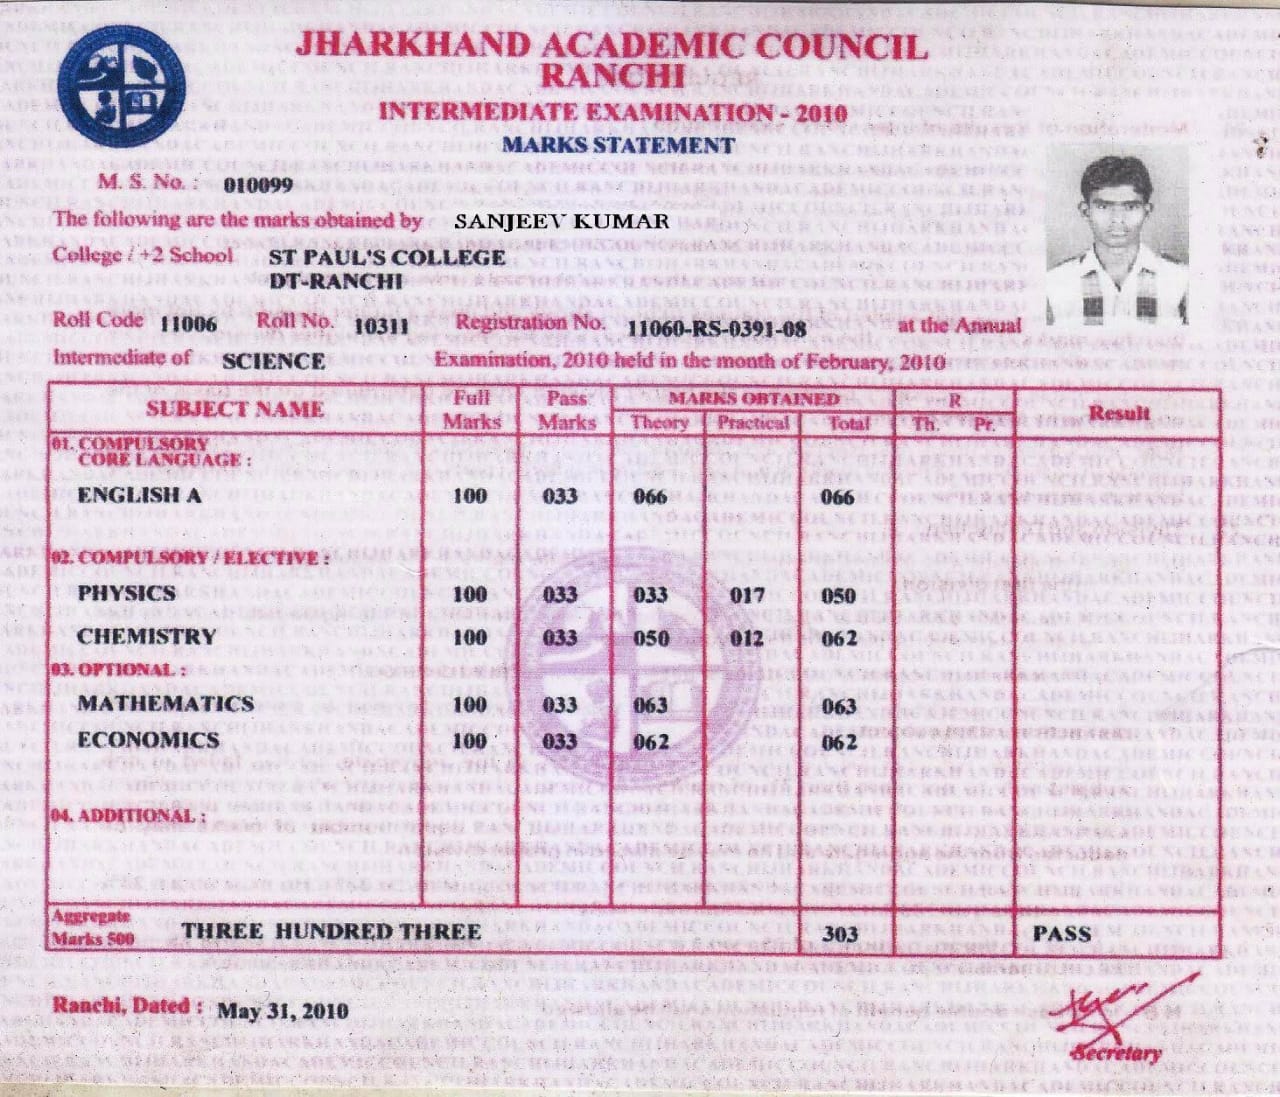 JHARKHAND ACADEMIC COUNCIL
RANCHI
INTERMEDIATE EXAMINATION - 2010
MARKS STATEMENT
M. S. No. : 010099
The following are the marks obtained by SANJEEV KUMAR
College / +2 School ST PAUL'S COLLEGE
DT-RANCHI
Roll Code 11006 Roll No. 10311 Registration No. 11060-RS-0391-08 at the Annual
Intermediate of SCIENCE Examination, 2010 held in the month of February, 2010
SUBJECT NAME Full Marks Pass Marks MARKS OBTAINED R Result
Theory Practical Total Th. Pr.
01. COMPULSORY
CORE LANGUAGE :
ENGLISH A 100 033 066 066
02. COMPULSORY / ELECTIVE :
PHYSICS 100 033 033 017 050
CHEMISTRY 100 033 050 012 062
03. OPTIONAL :
MATHEMATICS 100 033 063 063
ECONOMICS 100 033 062 062
04. ADDITIONAL :
Aggregate
Marks 500 THREE HUNDRED THREE 303 PASS
Ranchi, Dated : May 31, 2010
Secretary